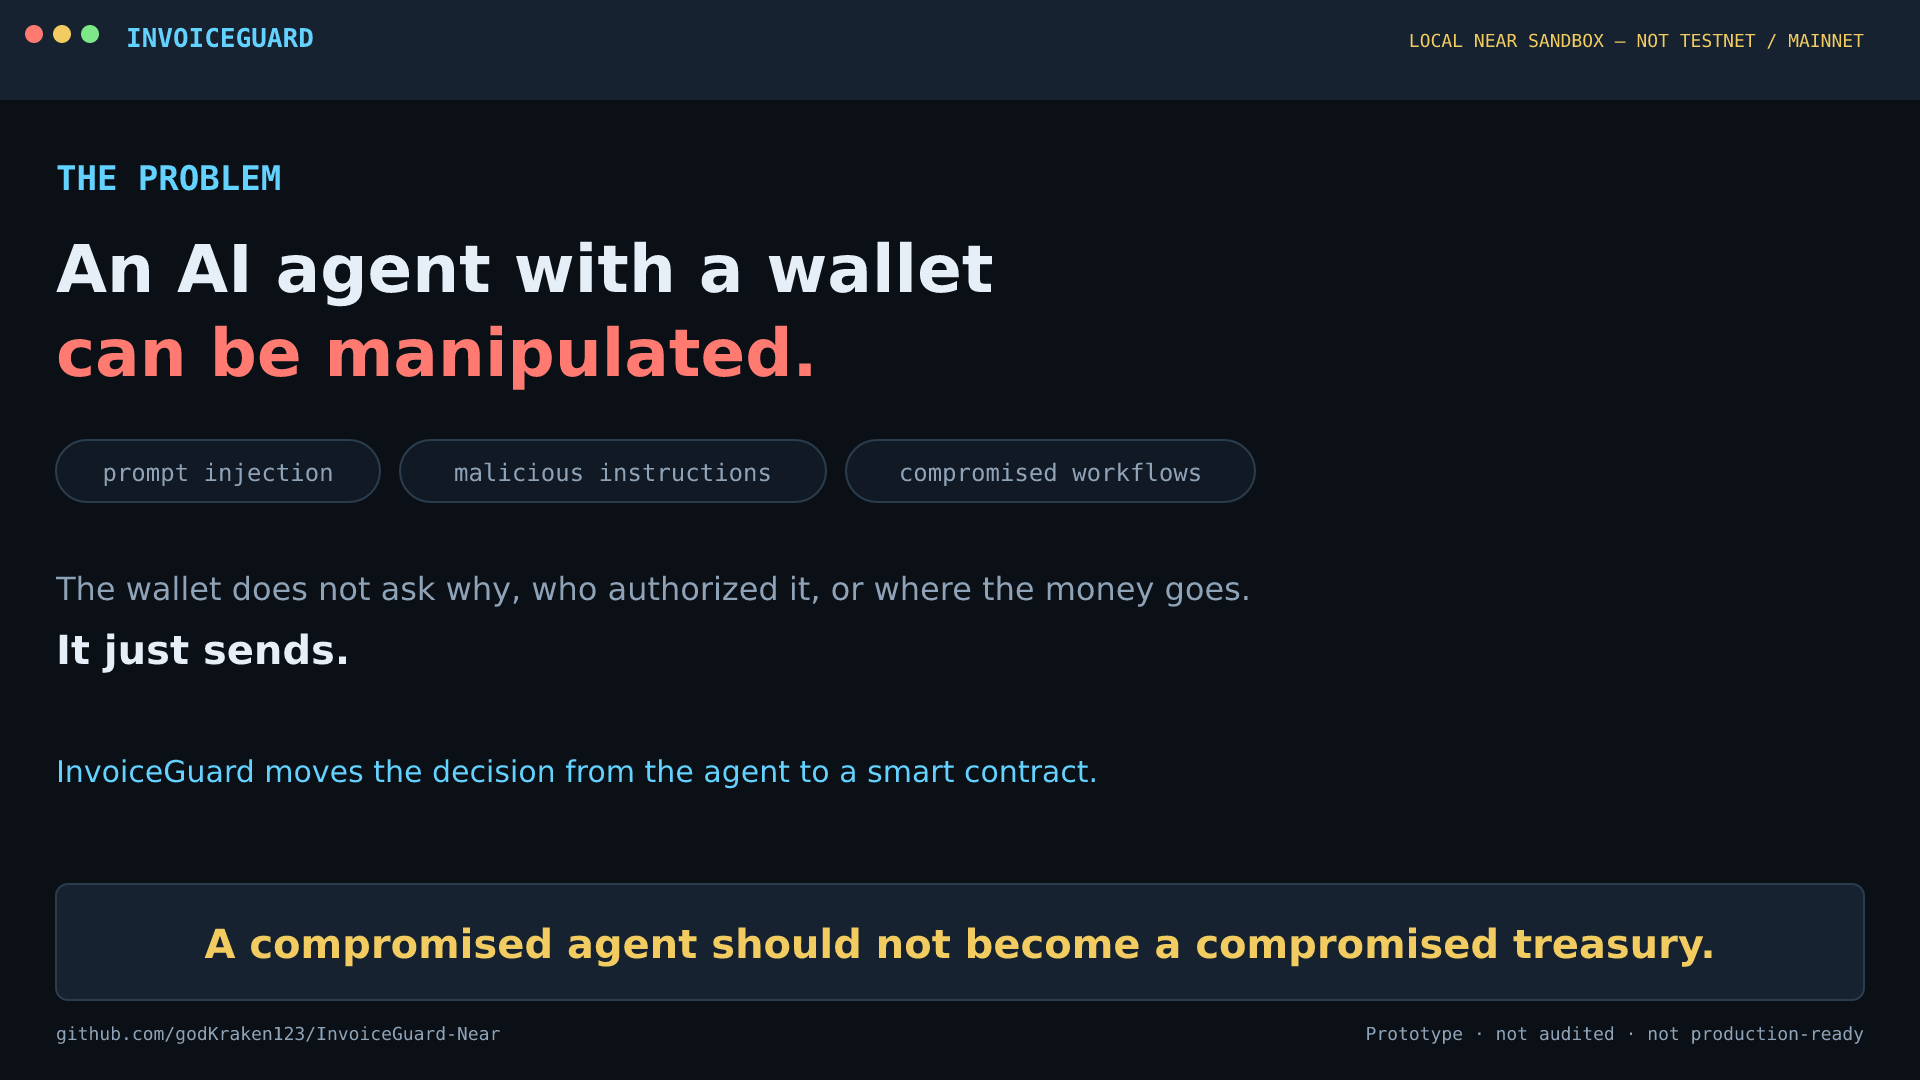 INVOICEGUARD
LOCAL NEAR SANDBOX — NOT TESTNET / MAINNET
THE PROBLEM
An AI agent with a wallet
can be manipulated.
prompt injection
malicious instructions
compromised workflows
The wallet does not ask why, who authorized it, or where the money goes.
It just sends.
InvoiceGuard moves the decision from the agent to a smart contract.
A compromised agent should not become a compromised treasury.
github.com/godKraken123/InvoiceGuard-Near
Prototype · not audited · not production-ready